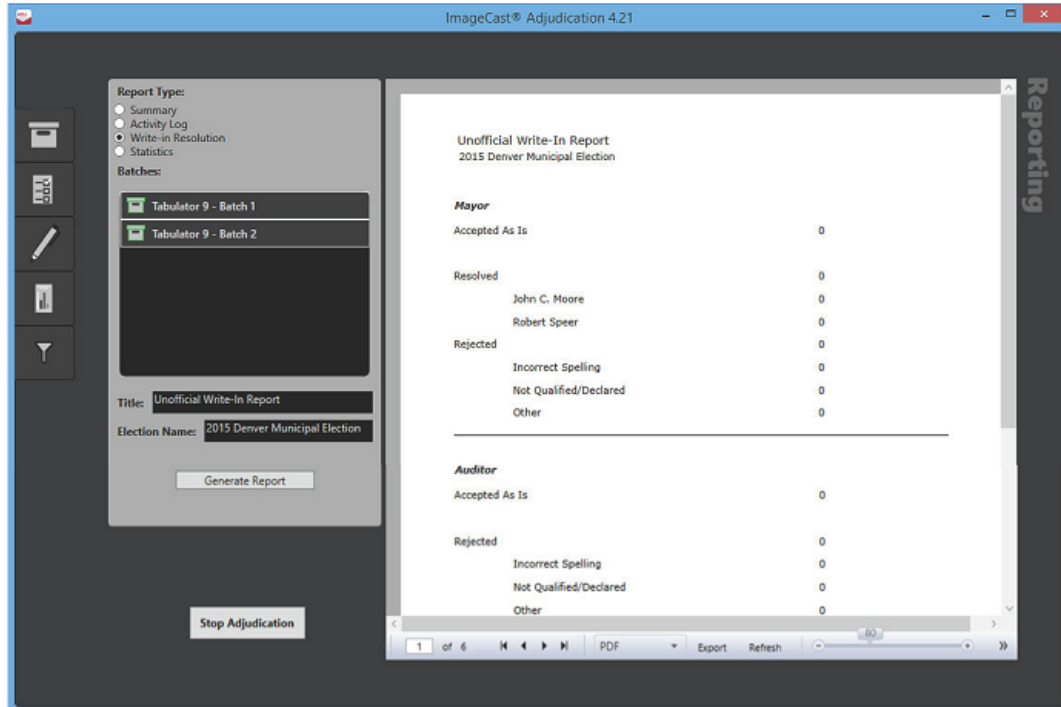 ImageCast® Adjudication 4.21
Reporting
Report Type:
Summary
Activity Log
Write-in Resolution
Statistics
Batches:
Tabulator 9 - Batch 1
Tabulator 9 - Batch 2
Title: Unofficial Write-In Report
Election Name: 2015 Denver Municipal Election
Generate Report
Stop Adjudication
Unofficial Write-In Report
2015 Denver Municipal Election
Mayor
Accepted As Is 0
Resolved 0
John C. Moore 0
Robert Speer 0
Rejected 0
Incorrect Spelling 0
Not Qualified/Declared 0
Other 0
Auditor
Accepted As Is 0
Rejected 0
Incorrect Spelling 0
Not Qualified/Declared 0
Other 0
1 of 6 PDF Export Refresh 80